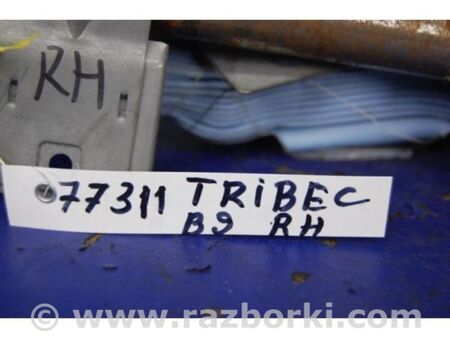 RH
77311 TRIBEC
B9 RH
© www.razborki.com